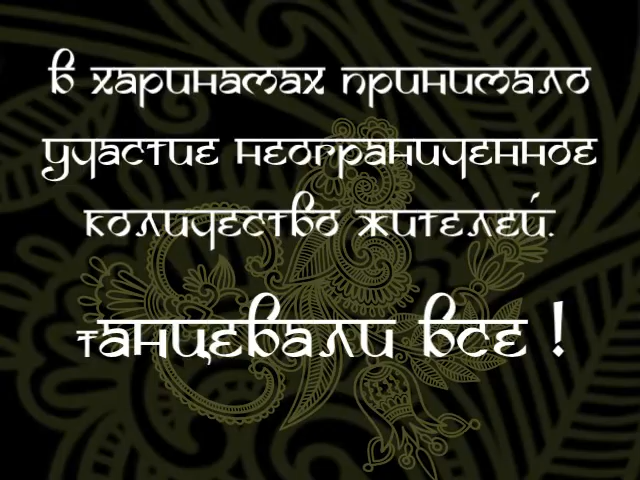 В харинамах принимало
участие неограниченное
количество жителей.
танцевали все !